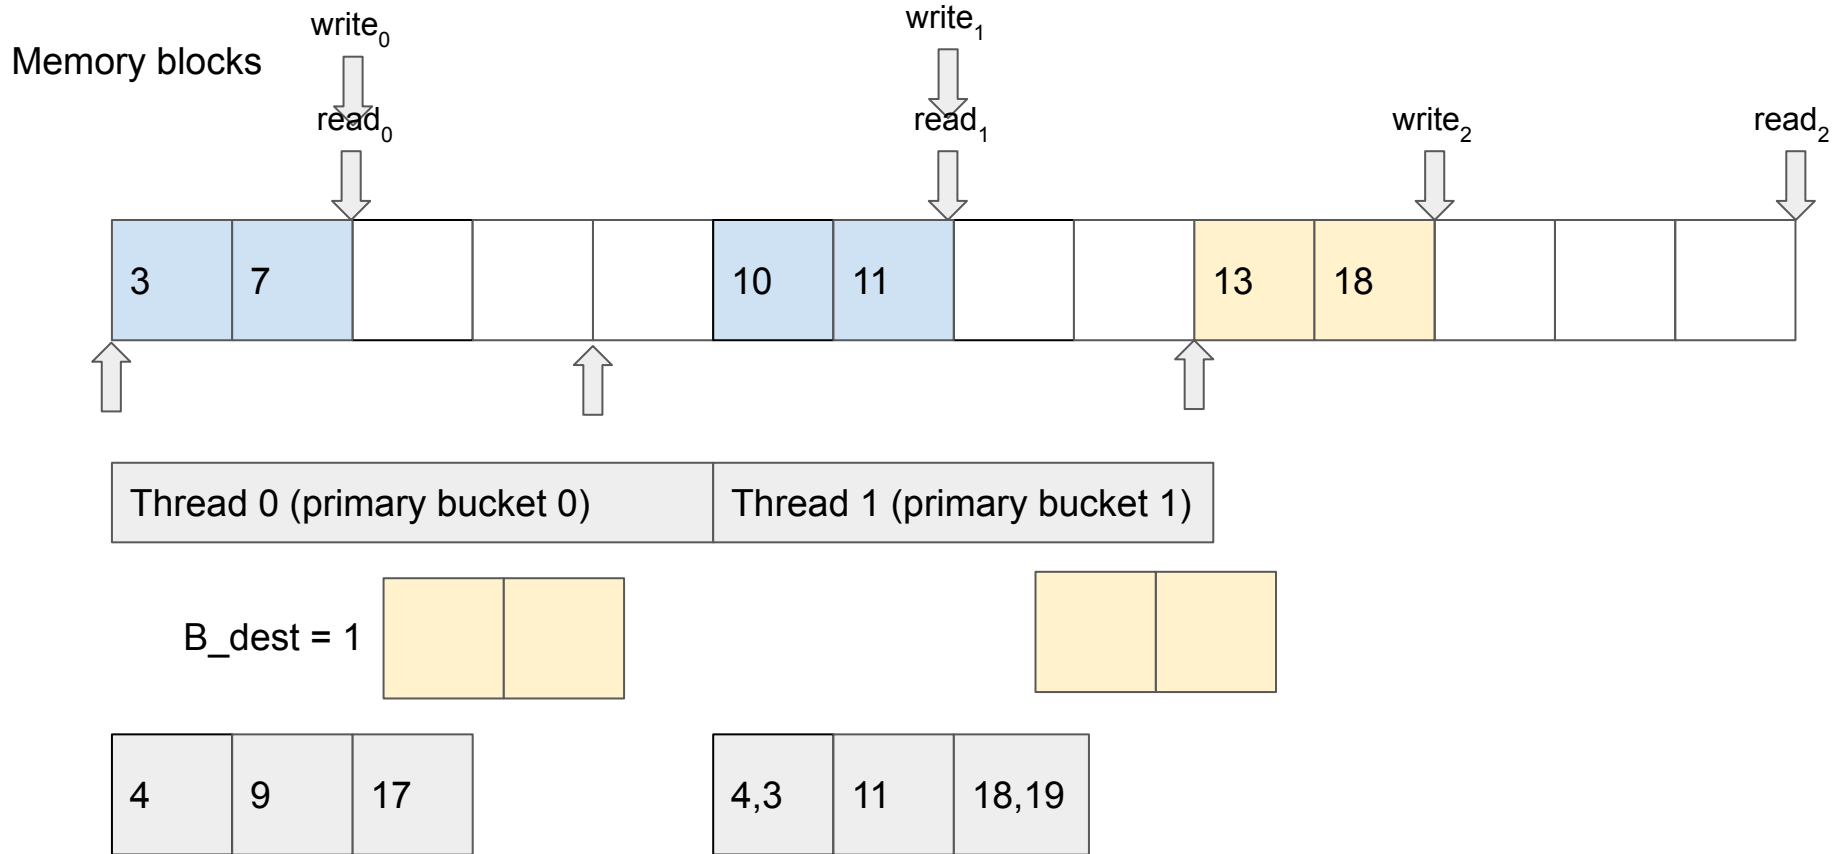 write₀
write₁
Memory blocks
read₀
read₁
write₂
read₂
3 7 10 11 13 18
Thread 0 (primary bucket 0)
Thread 1 (primary bucket 1)
B_dest = 1
4 9 17
4,3 11 18,19